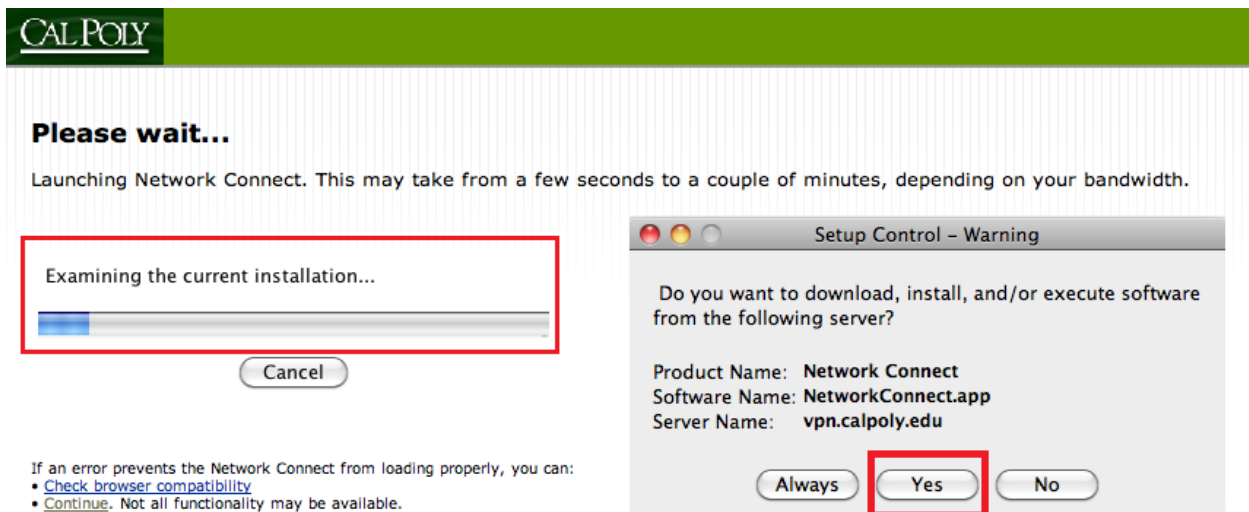 CAL POLY
Please wait...
Launching Network Connect. This may take from a few seconds to a couple of minutes, depending on your bandwidth.
Examining the current installation...
Cancel
If an error prevents the Network Connect from loading properly, you can:
• Check browser compatibility
• Continue. Not all functionality may be available.
Setup Control – Warning
Do you want to download, install, and/or execute software
from the following server?
Product Name: Network Connect
Software Name: NetworkConnect.app
Server Name: vpn.calpoly.edu
Always Yes No